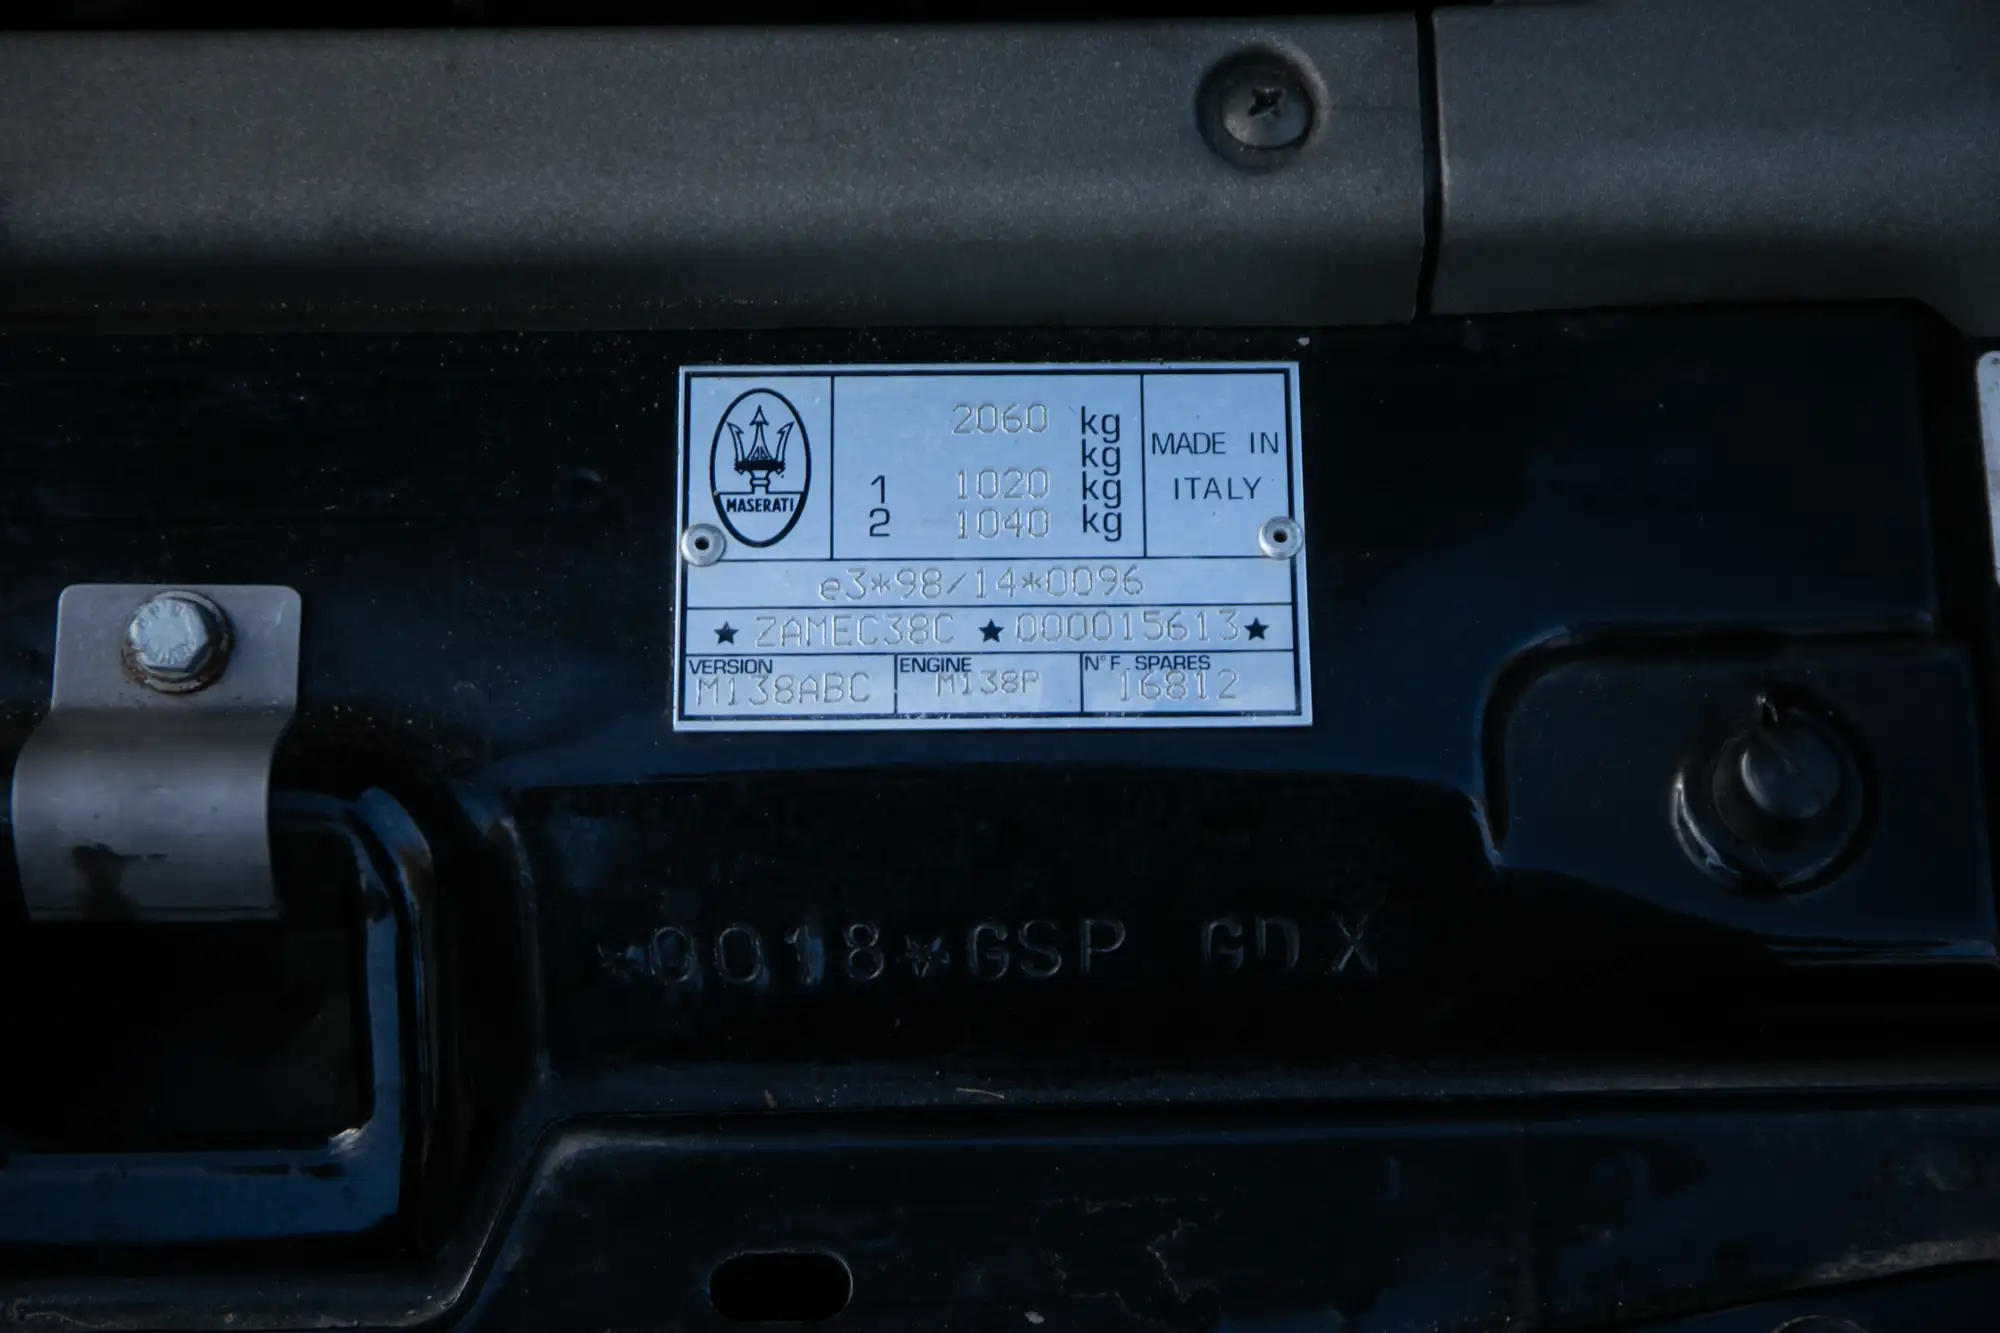 MASERATI
2060 kg
kg
1 1020 kg
2 1040 kg
MADE IN
ITALY
e3*98/14*0096
★ ZAMEC38C ★ 000015613 ★
VERSION
M138ABC
ENGINE
M138P
N° F. SPARES
16812
*0018*GSP GD X